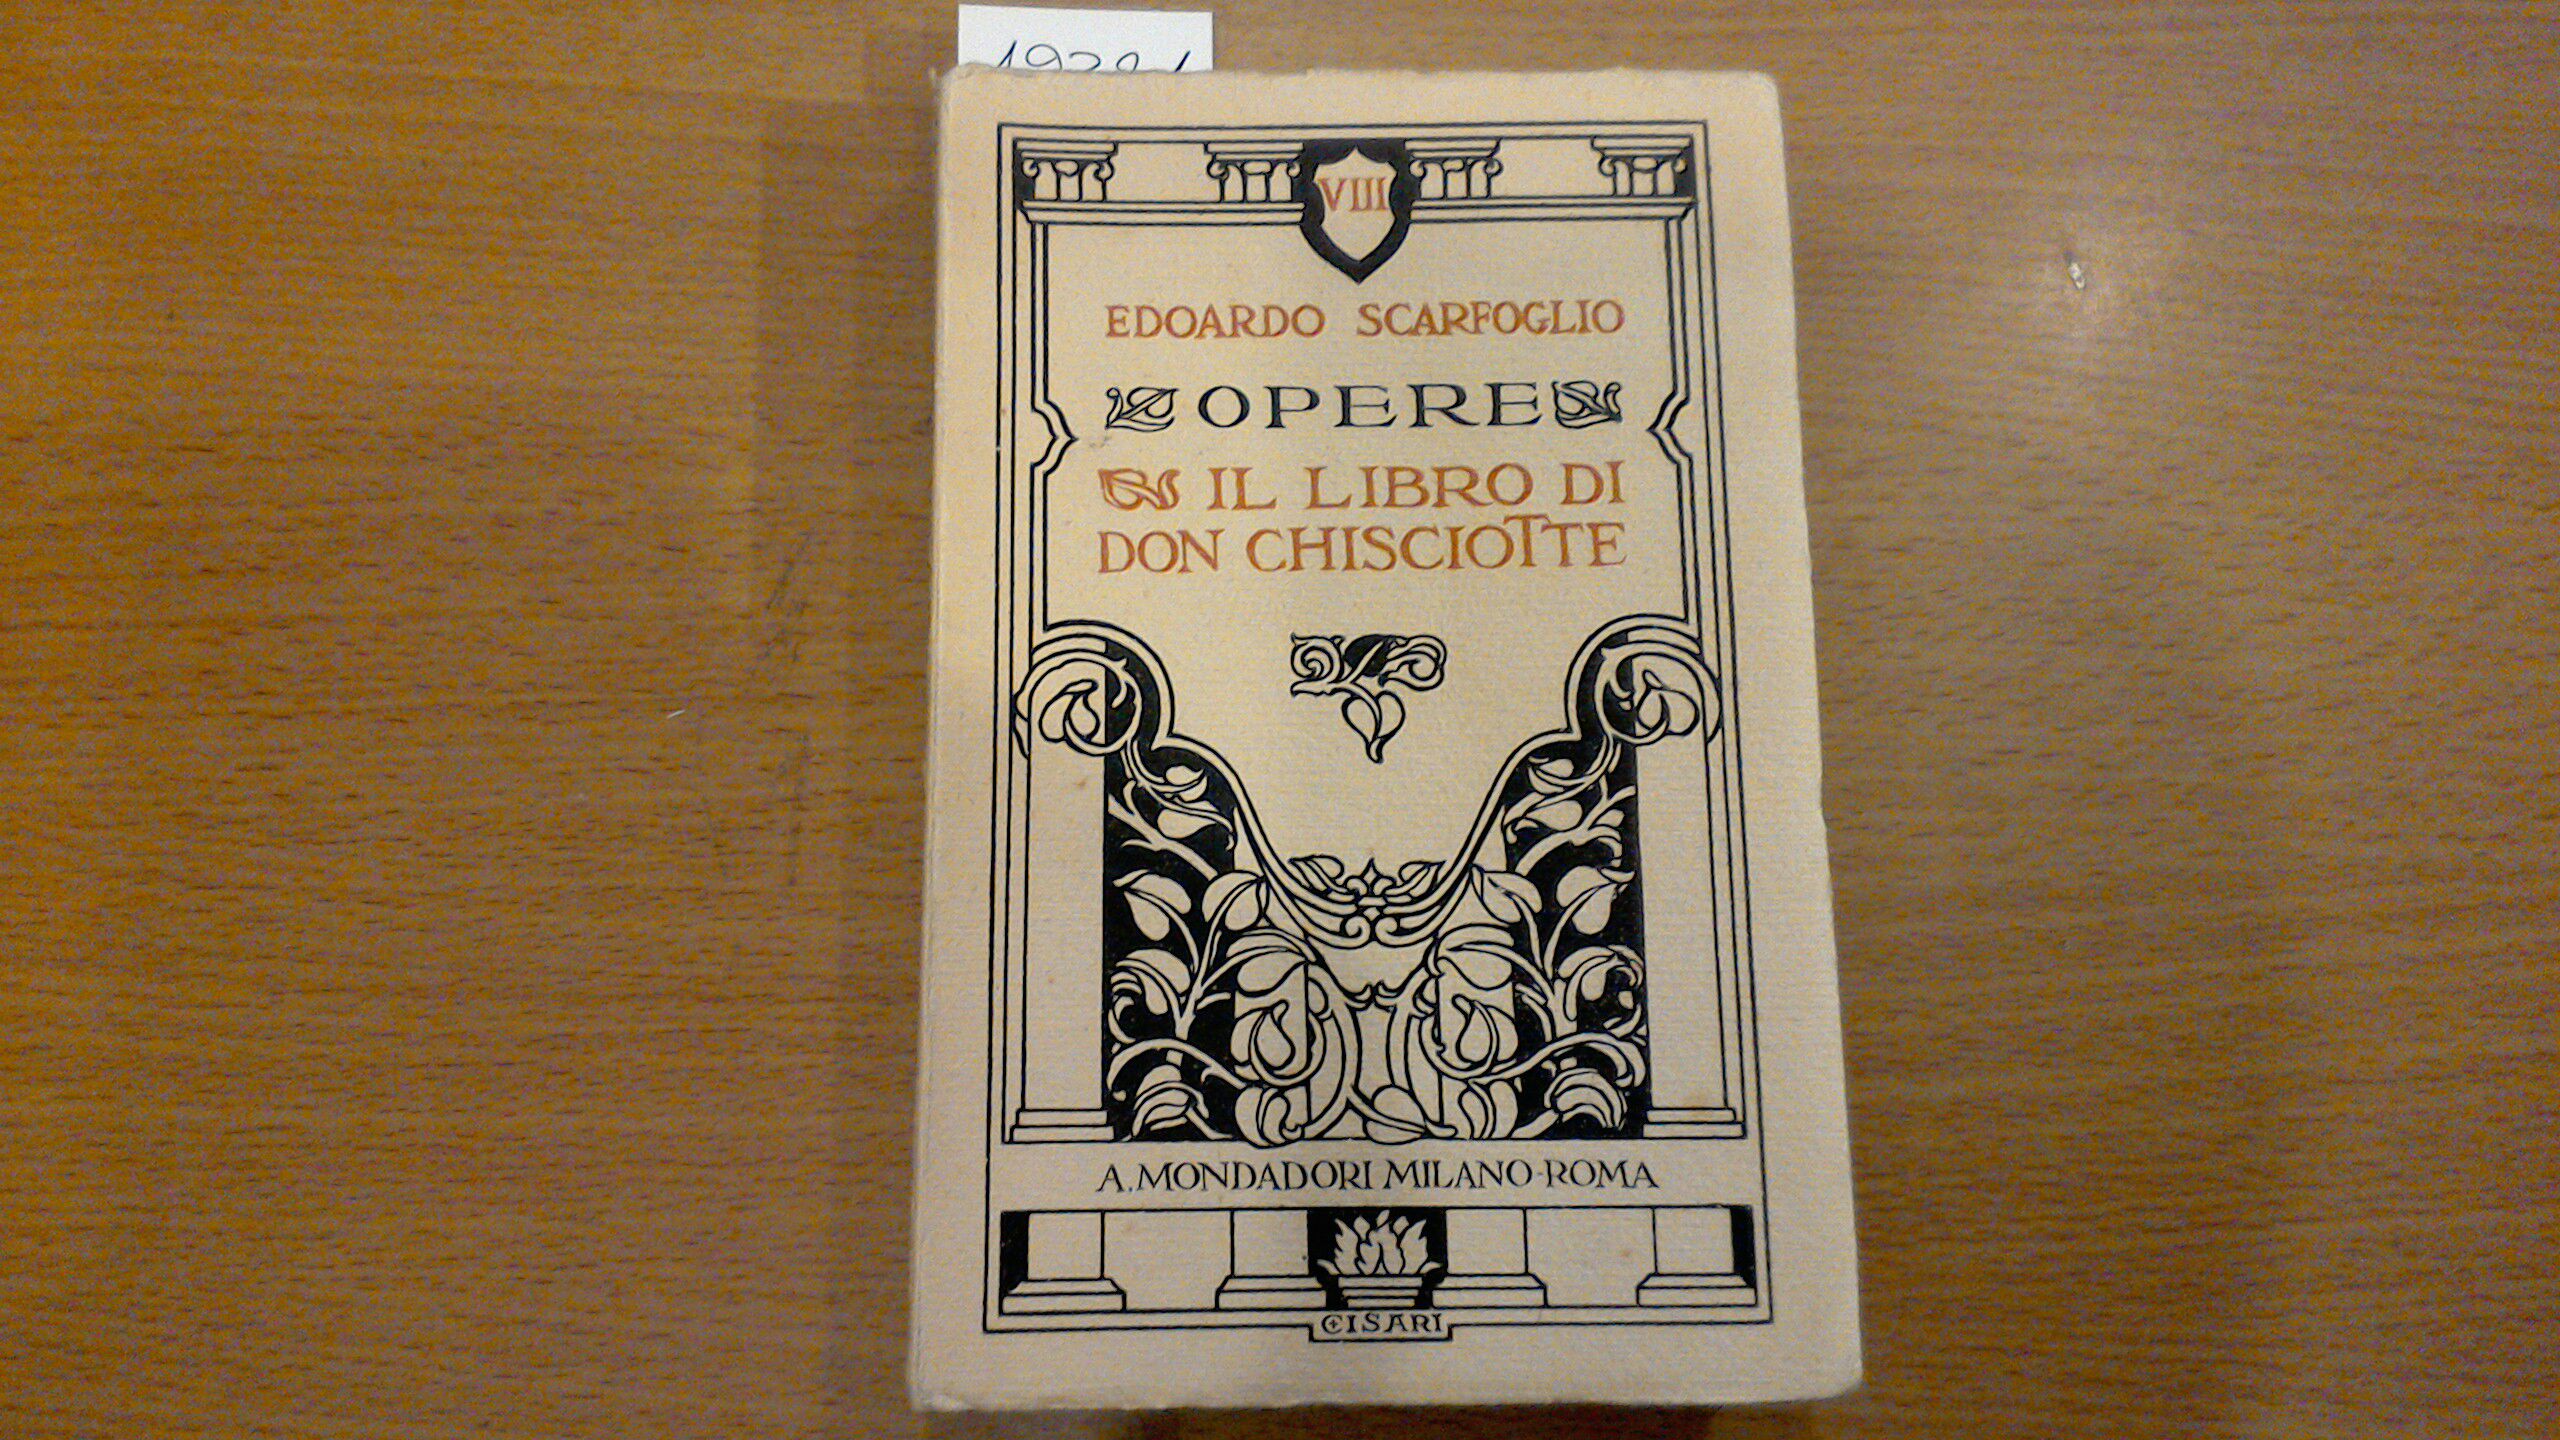 VIII
EDOARDO SCARFOGLIO
OPERE
IL LIBRO DI
DON CHISCIOTTE
A. MONDADORI MILANO-ROMA
CISARI